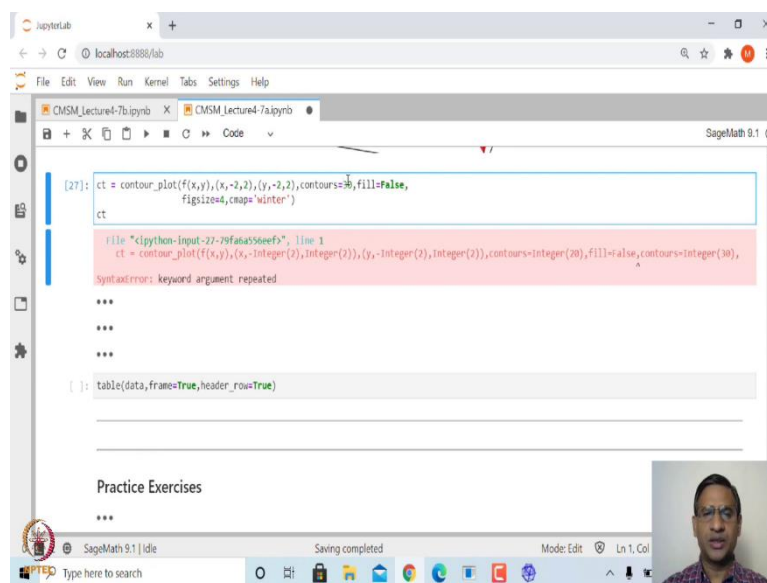 JupyterLab
localhost:8888/lab
M
File Edit View Run Kernel Tabs Settings Help
CMSM_Lecture4-7b.ipynb X CMSM_Lecture4-7a.ipynb
Code
SageMath 9.1
[27]: ct = contour_plot(f(x,y),(x,-2,2),(y,-2,2),contours=30,fill=False,
figsize=4,cmap='winter')
ct
File "<ipython-input-27-79fa6a556eef>", line 1
ct = contour_plot(f(x,y),(x,-Integer(2),Integer(2)),(y,-Integer(2),Integer(2)),contours=Integer(20),fill=False,contours=Integer(30),
^
SyntaxError: keyword argument repeated
[ ]: table(data,frame=True,header_row=True)
Practice Exercises
SageMath 9.1 | Idle Saving completed Mode: Edit Ln 1, Col
NPTEL
Type here to search